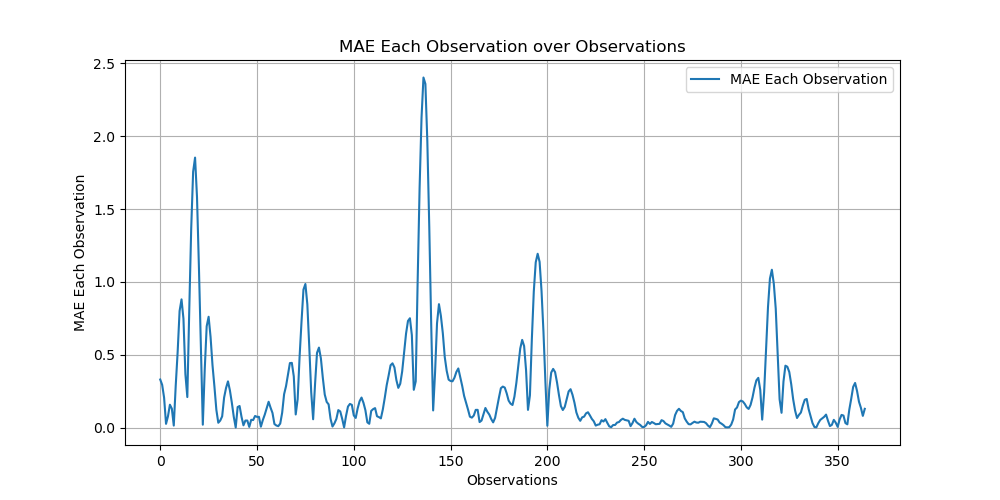 MAE Each Observation over Observations
MAE Each Observation
2.5
2.0
1.5
1.0
0.5
0.0
MAE Each Observation
0 50 100 150 200 250 300 350
Observations